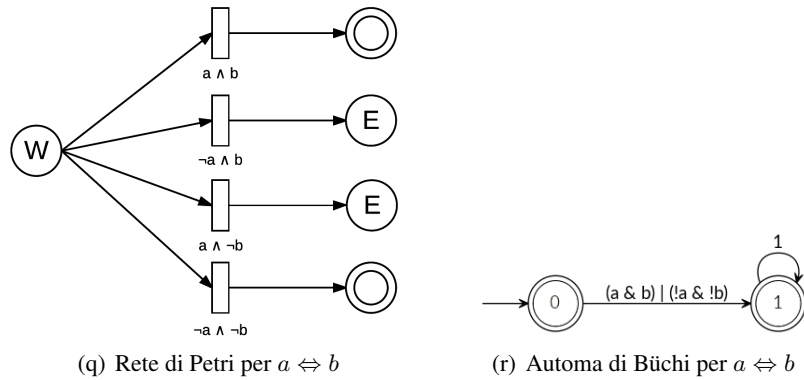 a ∧ b
W
E
¬a ∧ b
E
a ∧ ¬b
¬a ∧ ¬b
1
0
(a & b) | (!a & !b)
1
(q) Rete di Petri per a ⇔ b
(r) Automa di Büchi per a ⇔ b